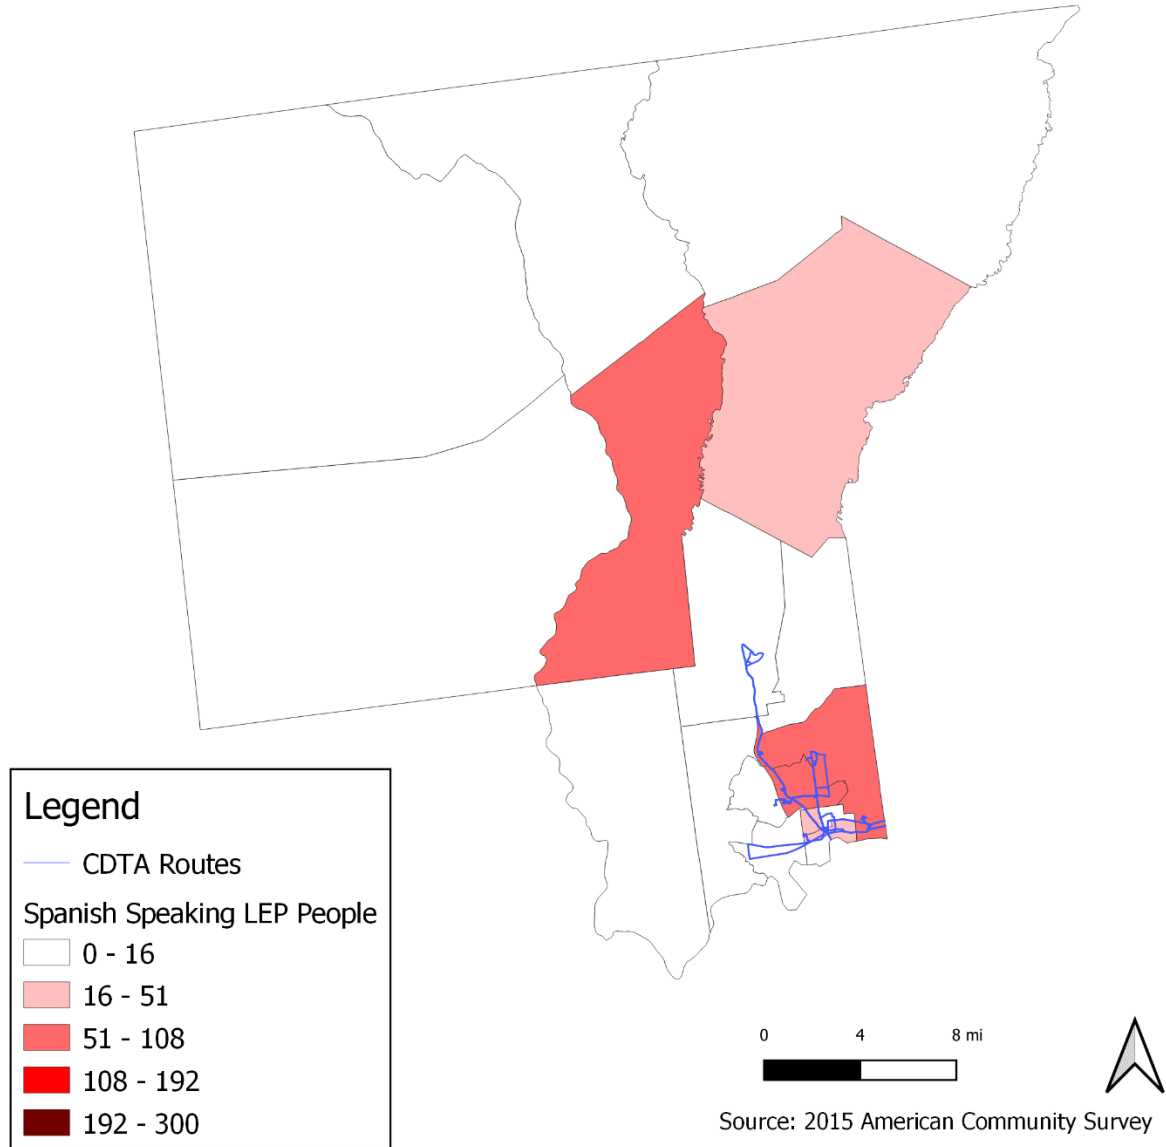 Legend
CDTA Routes
Spanish Speaking LEP People
0 - 16
16 - 51
51 - 108
108 - 192
192 - 300
0 4 8 mi
Source: 2015 American Community Survey